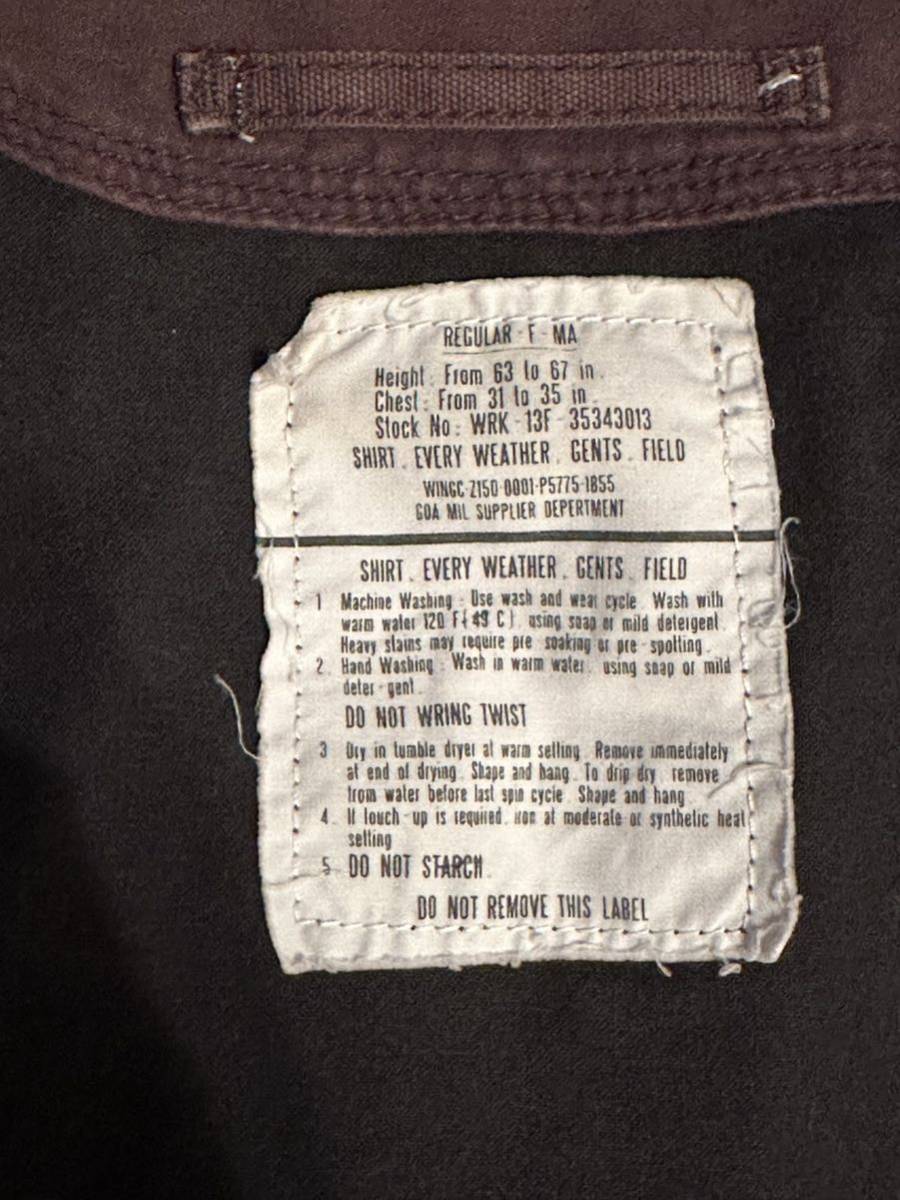 REGULAR - F - MA
Height : From 63 to 67 in .
Chest : From 31 to 35 in .
Stock No : WRK - 13F - 35343013
SHIRT . EVERY WEATHER . GENTS . FIELD
WINGC-2150-0001-P5775-1855
GOA MIL SUPPLIER DEPERTMENT
SHIRT . EVERY WEATHER . GENTS . FIELD
1 Machine Washing : Use wash and wear cycle . Wash with
warm water 120 F ( 49 C ) . using soap or mild detergent .
Heavy stains may require pre - soaking or pre - spotting .
2 . Hand Washing : Wash in warm water . using soap or mild
deter - gent .
DO NOT WRING TWIST
3 Dry in tumble dryer at warm setting . Remove immediately
at end of drying . Shape and hang . To drip dry . remove
from water before last spin cycle . Shape and hang
4 . If touch - up is required . iron at moderate or synthetic heat
setting
5 . DO NOT STARCH .
DO NOT REMOVE THIS LABEL